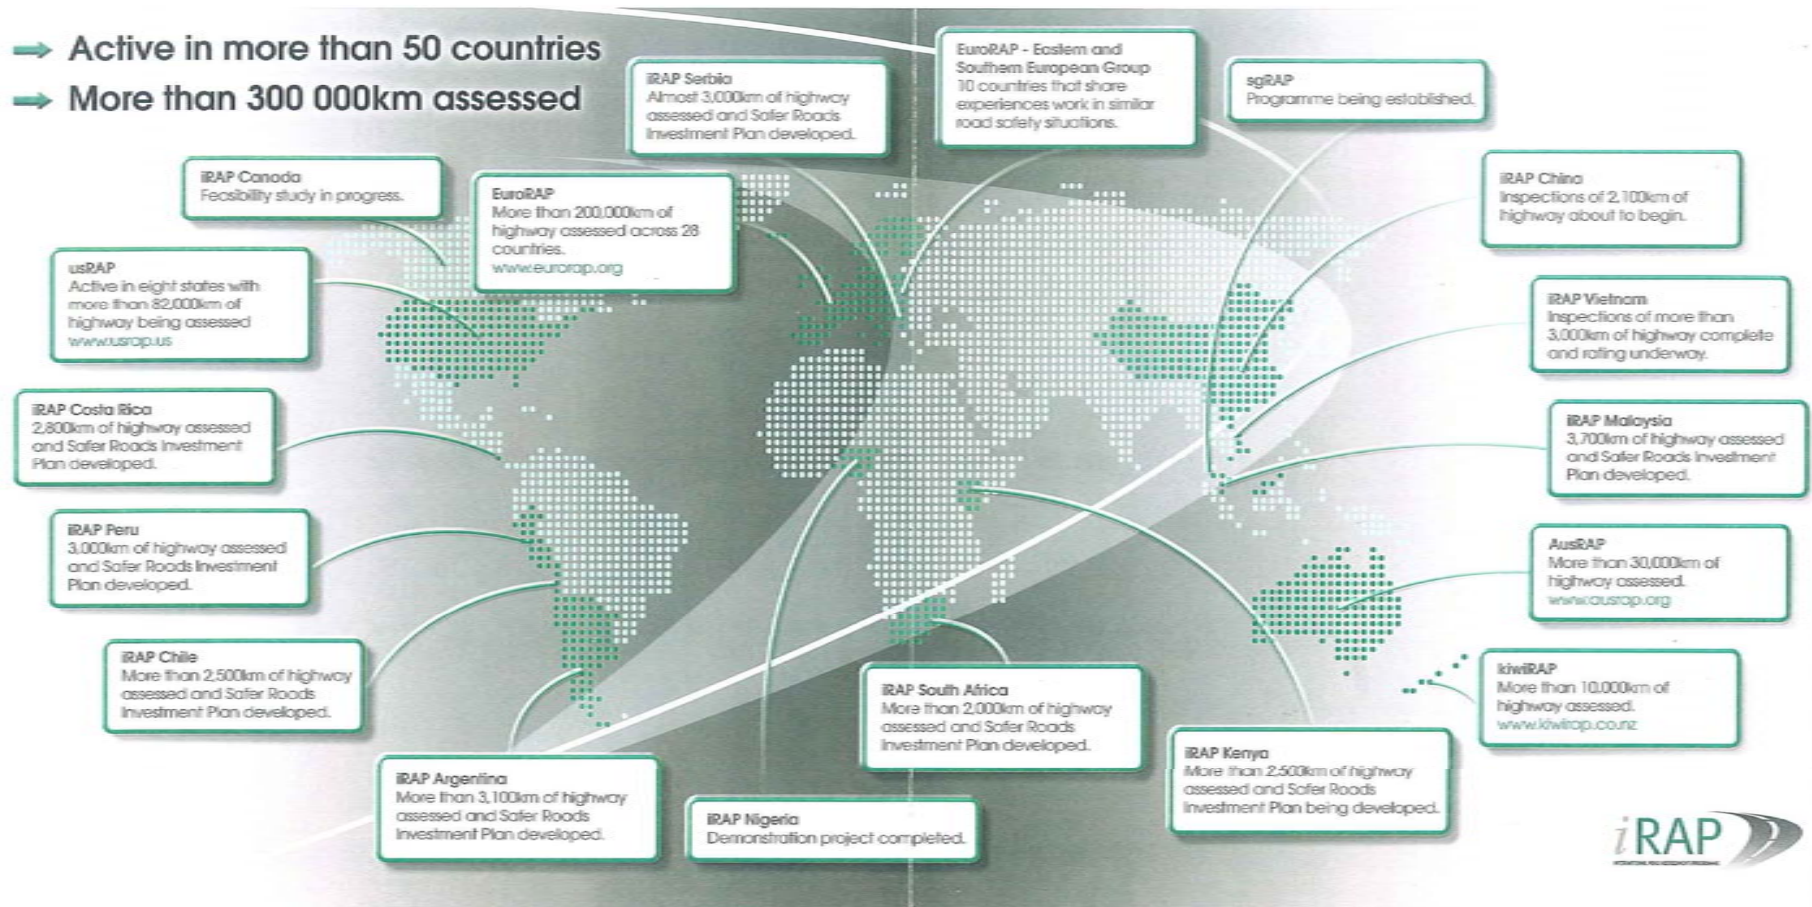 Active in more than 50 countries
More than 300 000km assessed
iRAP Serbia
Almost 3,000km of highway
assessed and Safer Roads
Investment Plan developed.
EuroRAP - Eastern and
Southern European Group
10 countries that share
experiences work in similar
road safety situations.
sgRAP
Programme being established.
iRAP Canada
Feasibility study in progress.
EuroRAP
More than 200,000km of
highway assessed across 28
countries.
www.eurorap.org
iRAP China
Inspections of 2,100km of
highway about to begin.
usRAP
Active in eight states with
more than 82,000km of
highway being assessed
www.usrap.us
iRAP Vietnam
Inspections of more than
3,000km of highway complete
and rating underway.
iRAP Costa Rica
2,800km of highway assessed
and Safer Roads Investment
Plan developed.
iRAP Malaysia
3,700km of highway assessed
and Safer Roads Investment
Plan developed.
iRAP Peru
3,000km of highway assessed
and Safer Roads Investment
Plan developed.
AusRAP
More than 30,000km of
highway assessed.
www.ausrap.org
iRAP Chile
More than 2,500km of highway
assessed and Safer Roads
Investment Plan developed.
iRAP South Africa
More than 2,000km of highway
assessed and Safer Roads
Investment Plan developed.
kiwiRAP
More than 10,000km of
highway assessed.
www.kiwirap.co.nz
iRAP Argentina
More than 3,100km of highway
assessed and Safer Roads
Investment Plan developed.
iRAP Nigeria
Demonstration project completed.
iRAP Kenya
More than 2,500km of highway
assessed and Safer Roads
Investment Plan being developed.
iRAP